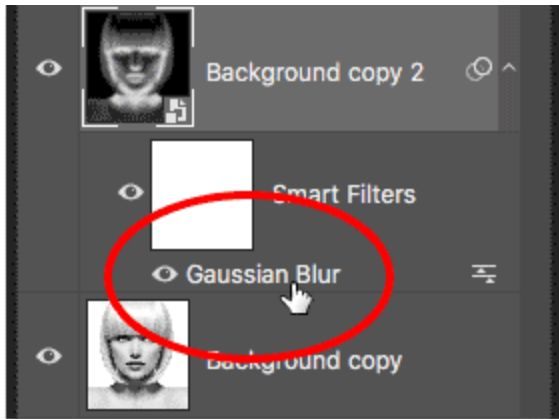 Background copy 2
Smart Filters
Gaussian Blur
Background copy